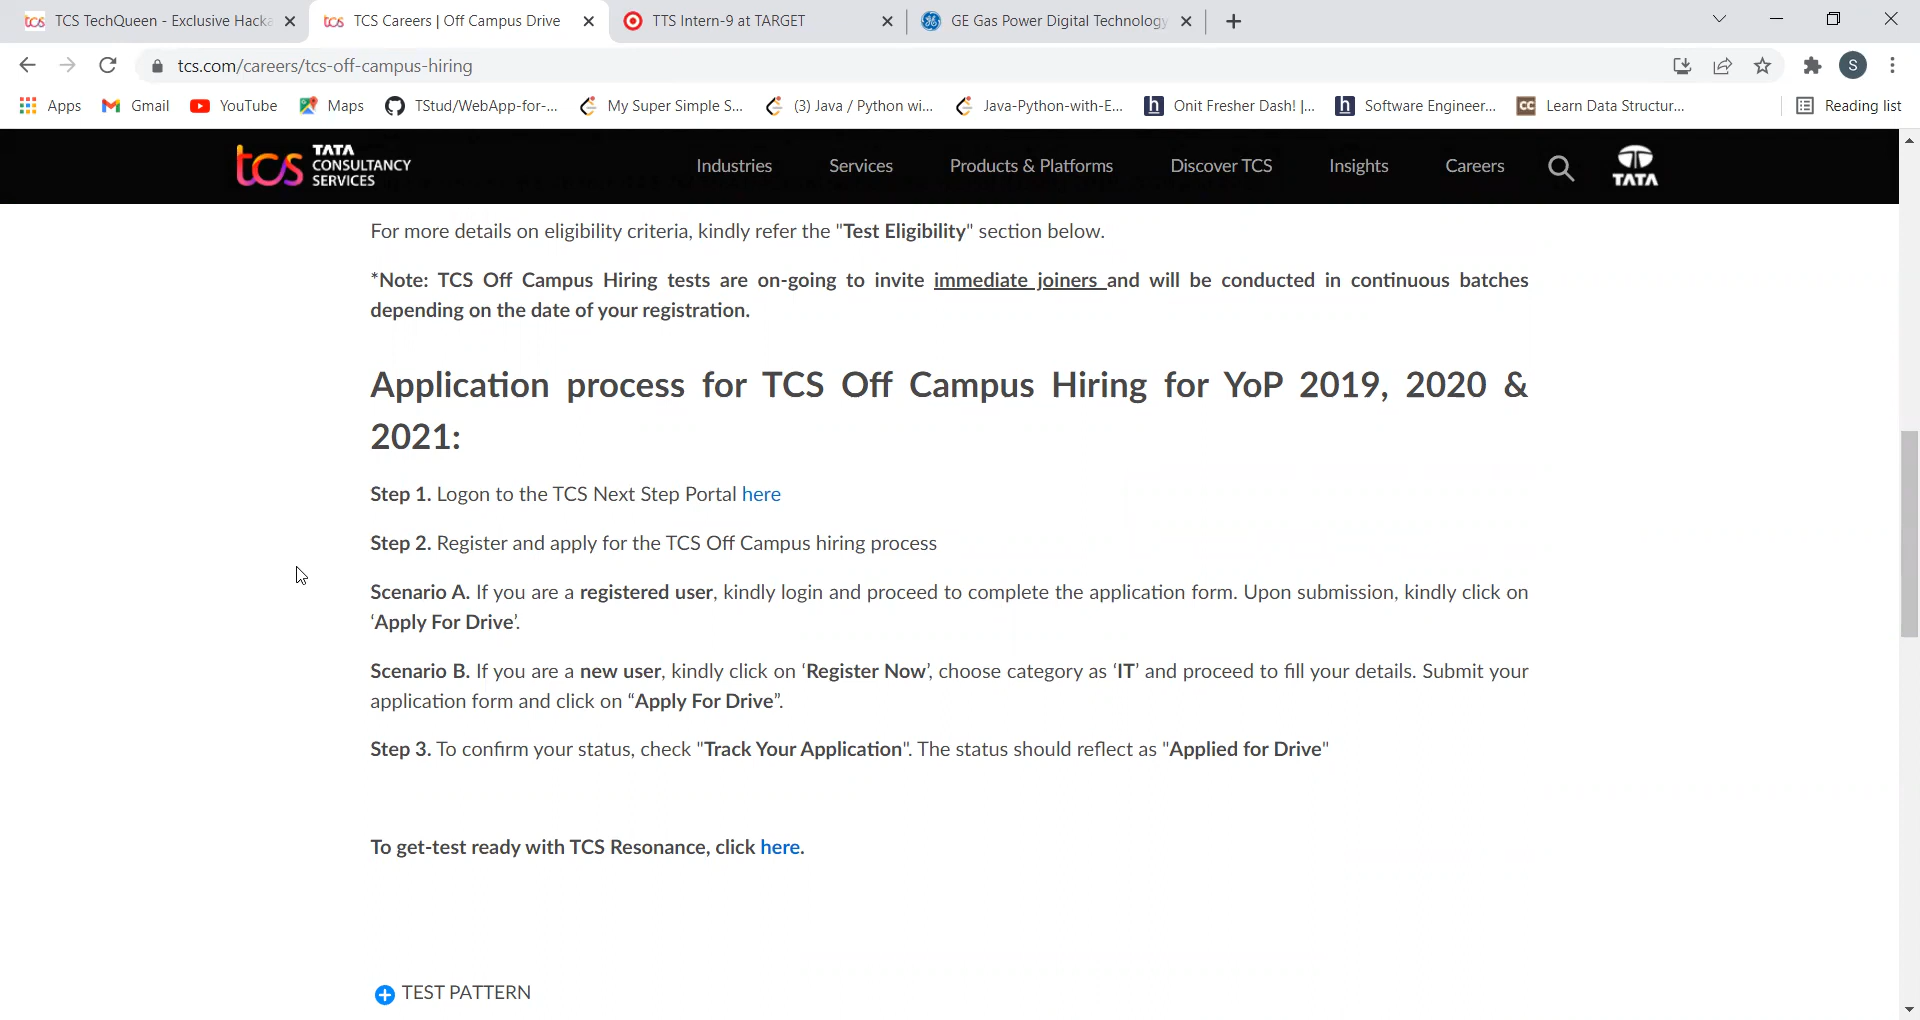 TCS TechQueen - Exclusive Hacka
TCS Careers | Off Campus Drive
TTS Intern-9 at TARGET
GE Gas Power Digital Technology
tcs.com/careers/tcs-off-campus-hiring
S
Apps
Gmail
YouTube
Maps
TStud/WebApp-for-...
My Super Simple S...
(3) Java / Python wi...
Java-Python-with-E...
Onit Fresher Dash! |...
Software Engineer...
Learn Data Structur...
Reading list
tcs TATA CONSULTANCY SERVICES
Industries
Services
Products & Platforms
Discover TCS
Insights
Careers
TATA
For more details on eligibility criteria, kindly refer the "Test Eligibility" section below.
*Note: TCS Off Campus Hiring tests are on-going to invite immediate joiners and will be conducted in continuous batches
depending on the date of your registration.
Application process for TCS Off Campus Hiring for YoP 2019, 2020 &
2021:
Step 1. Logon to the TCS Next Step Portal here
Step 2. Register and apply for the TCS Off Campus hiring process
Scenario A. If you are a registered user, kindly login and proceed to complete the application form. Upon submission, kindly click on
‘Apply For Drive’.
Scenario B. If you are a new user, kindly click on ‘Register Now’, choose category as ‘IT’ and proceed to fill your details. Submit your
application form and click on “Apply For Drive”.
Step 3. To confirm your status, check "Track Your Application". The status should reflect as "Applied for Drive"
To get-test ready with TCS Resonance, click here.
TEST PATTERN